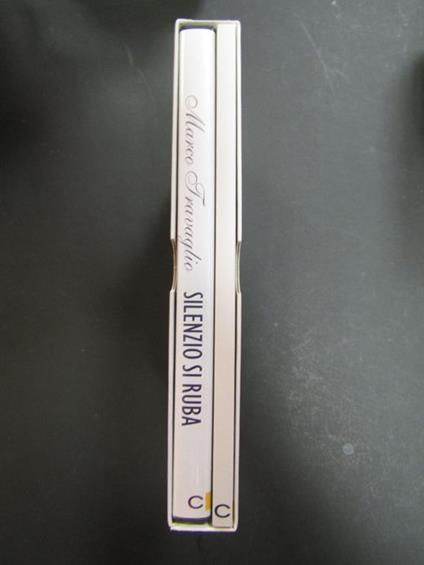 Marco Travaglio
SILENZIO SI RUBA
C
C